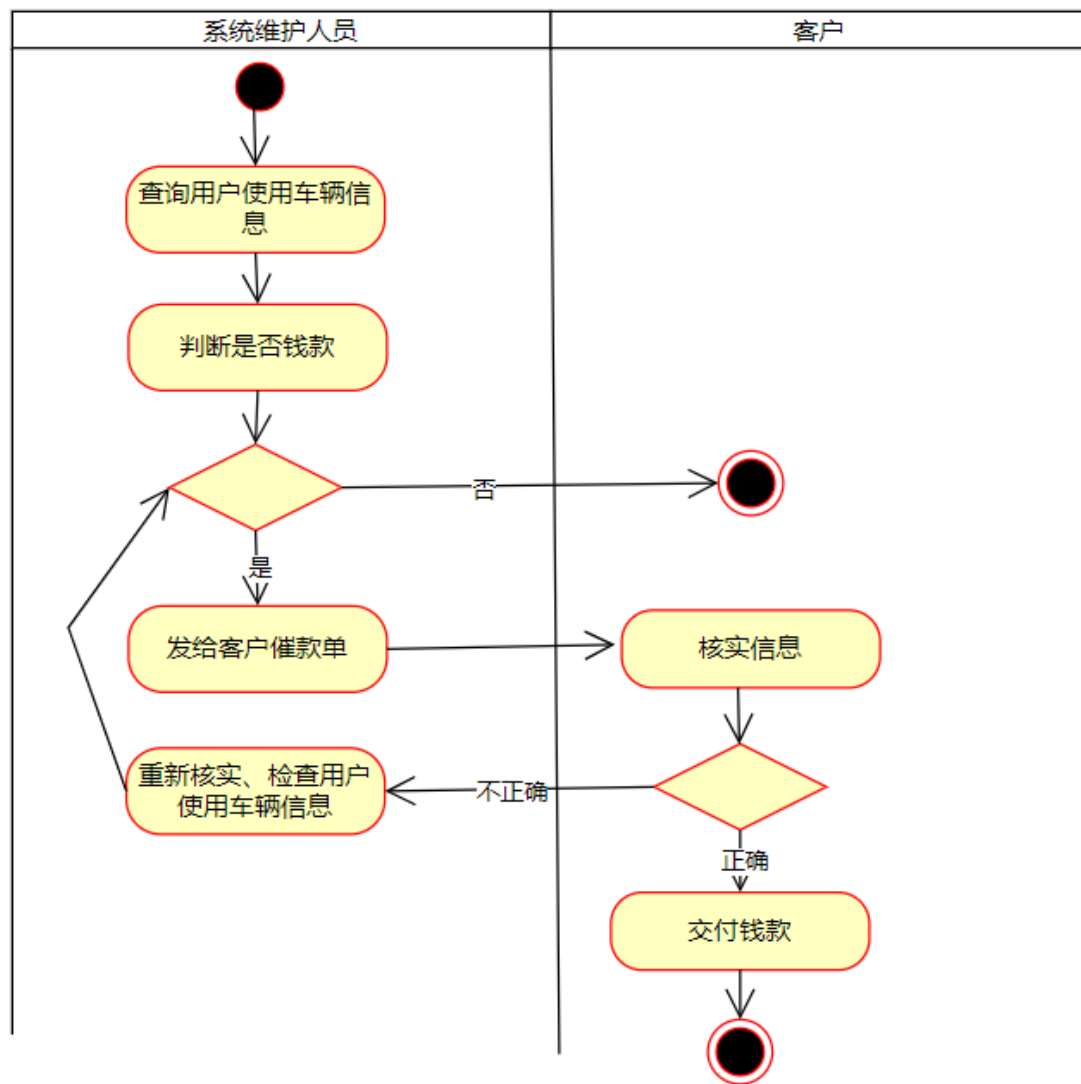 系统维护人员
客户
查询用户使用车辆信
息
判断是否钱款
否
是
发给客户催款单
核实信息
重新核实、检查用户
使用车辆信息
不正确
正确
交付钱款